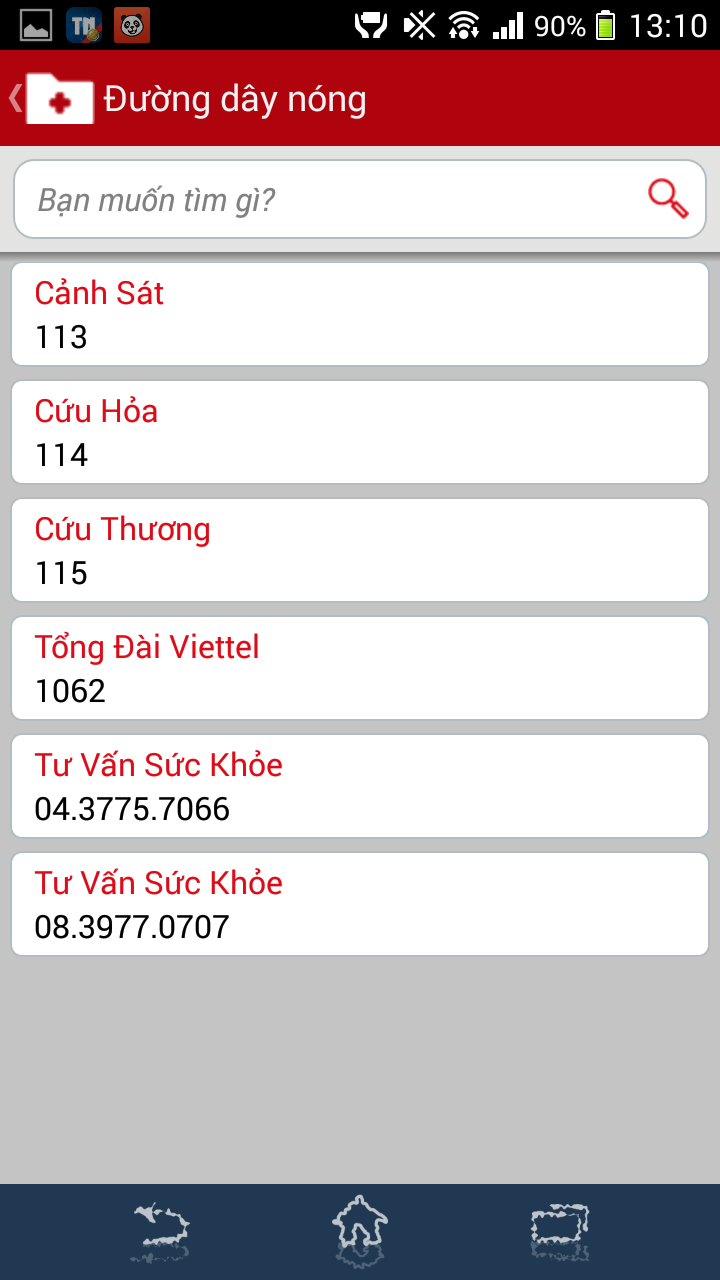 TM
90%
13:10
Đường dây nóng
Bạn muốn tìm gì?
Cảnh Sát
113
Cứu Hỏa
114
Cứu Thương
115
Tổng Đài Viettel
1062
Tư Vấn Sức Khỏe
04.3775.7066
Tư Vấn Sức Khỏe
08.3977.0707